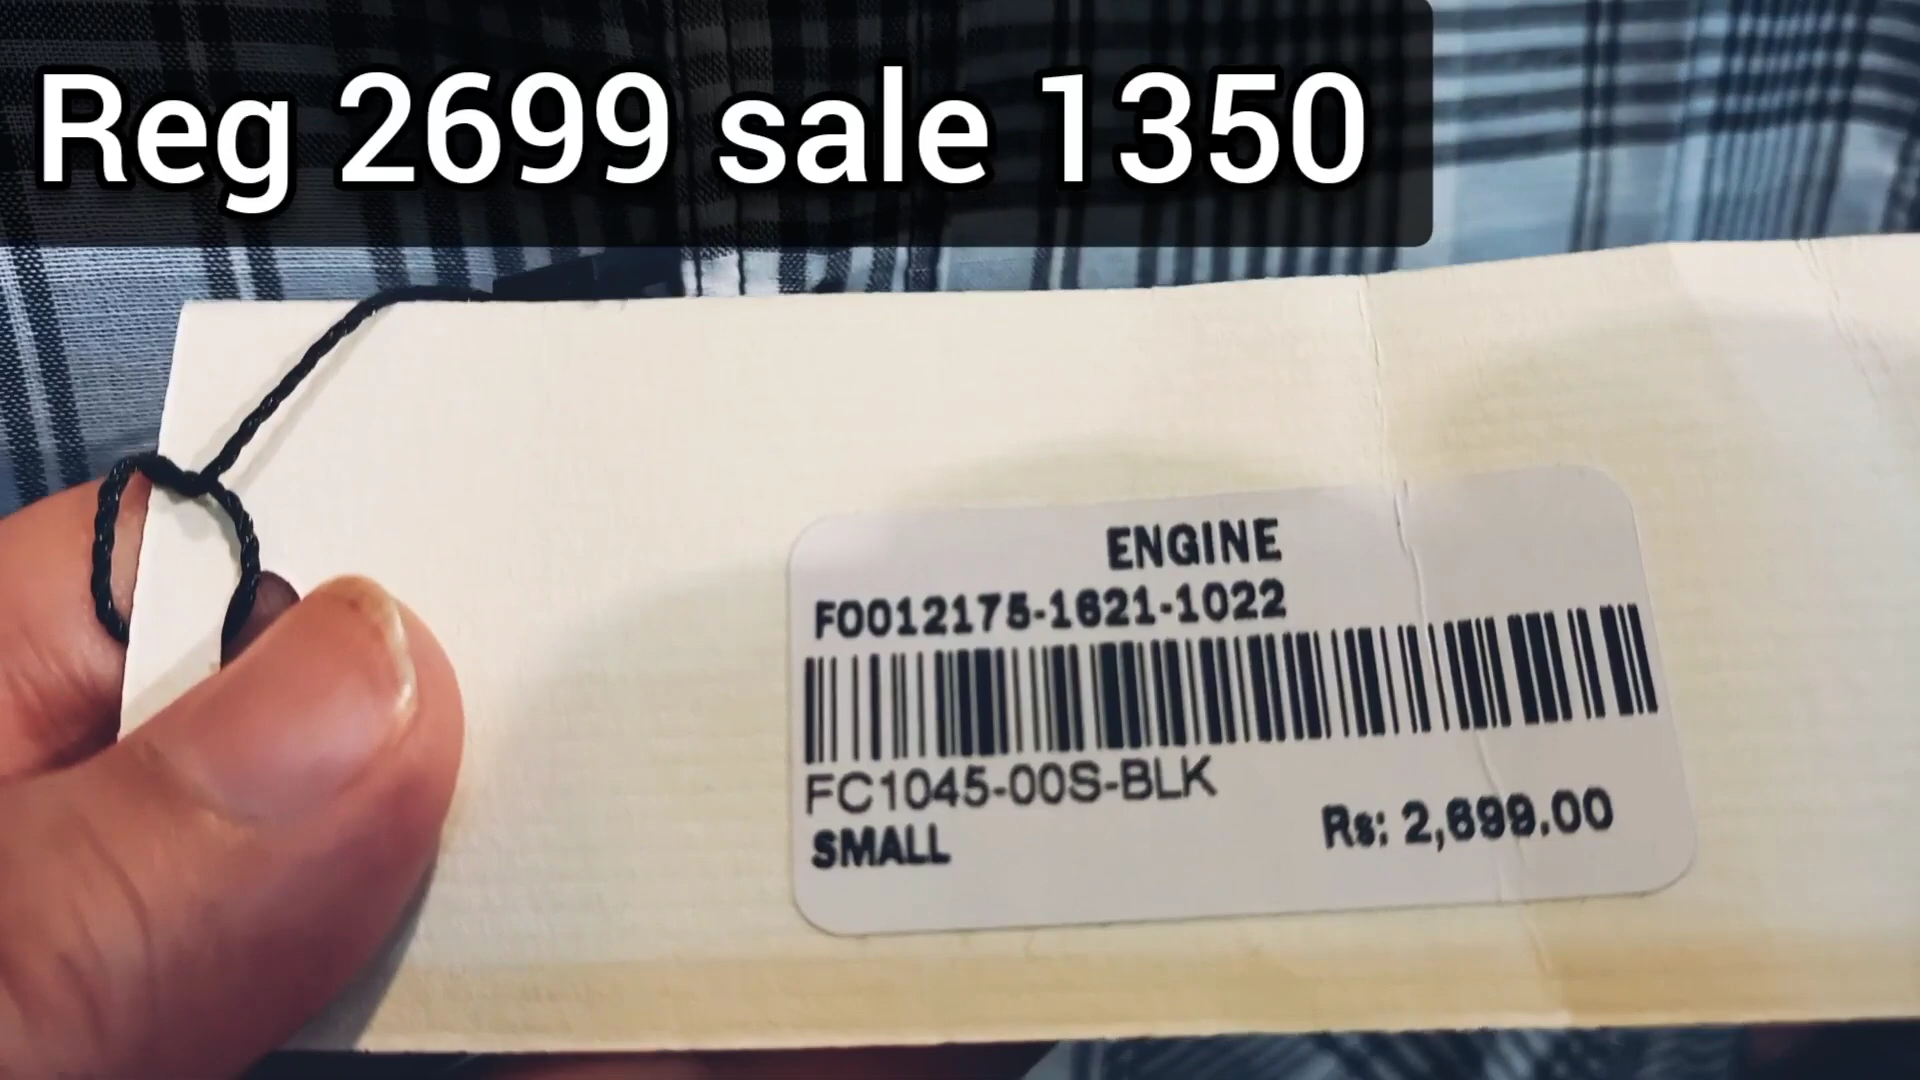 Reg 2699 sale 1350
ENGINE
F0012175-1621-1022
FC1045-00S-BLK
SMALL
Rs: 2,699.00